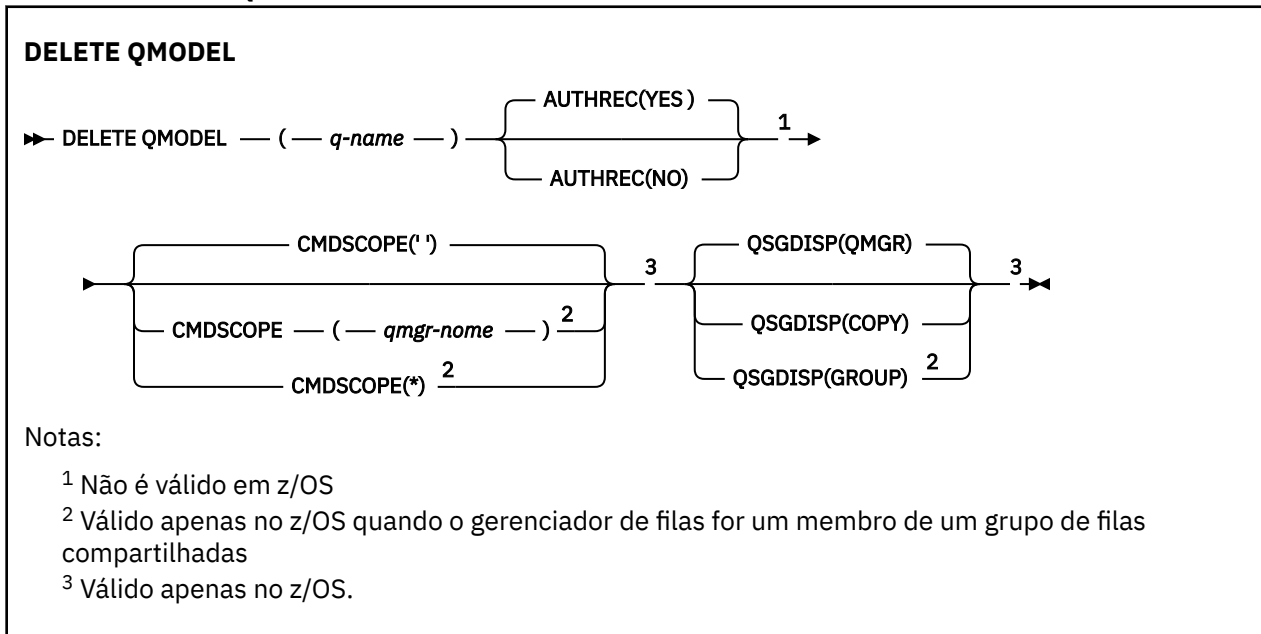 DELETE QMODEL
AUTHREC(YES )
DELETE QMODEL ( q-name ) 1
AUTHREC(NO)
CMDSCOPE(' ') QSGDISP(QMGR)
3 3
CMDSCOPE ( qmgr-nome ) 2 QSGDISP(COPY)
CMDSCOPE(*) 2 QSGDISP(GROUP) 2
Notas:
1 Não é válido em z/OS
2 Válido apenas no z/OS quando o gerenciador de filas for um membro de um grupo de filas
compartilhadas
3 Válido apenas no z/OS.